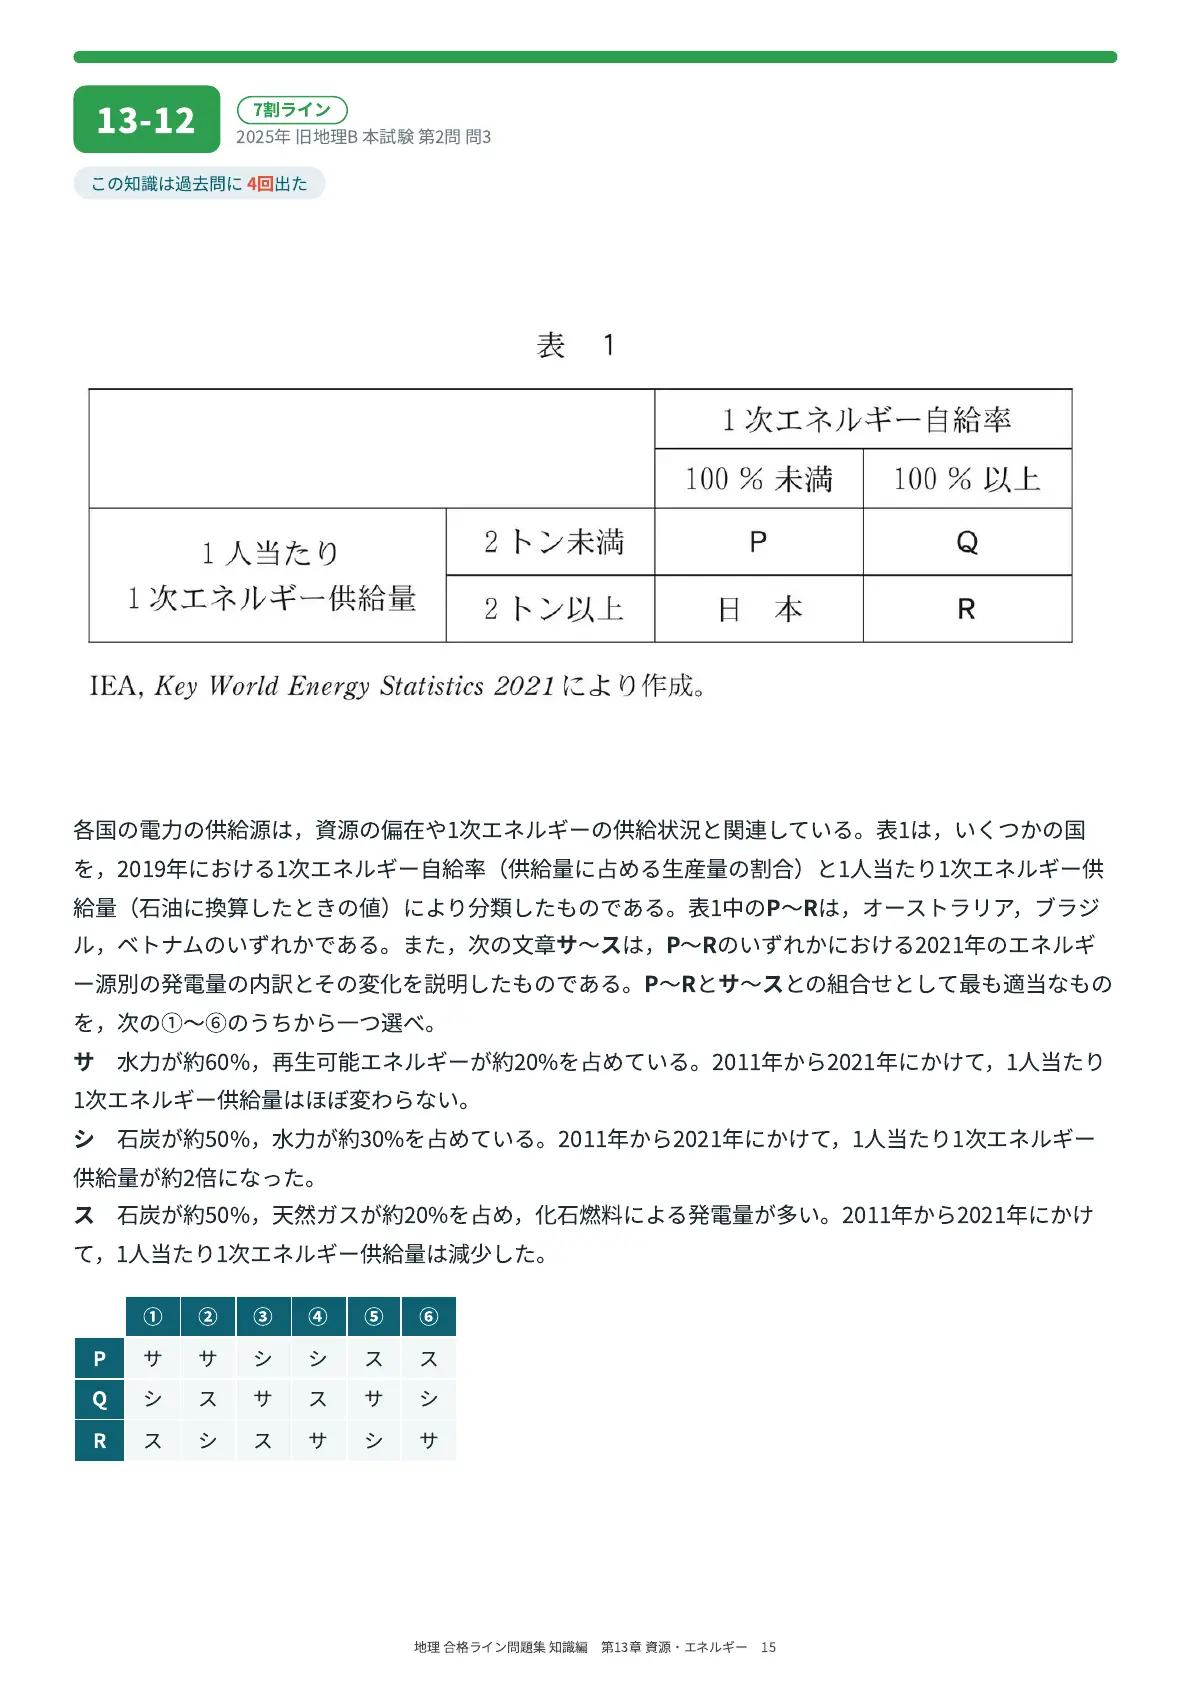 13-12
7割ライン
2025年 旧地理B 本試験 第2問 問3
この知識は過去問に 4回出た
表 1
1次エネルギー自給率
100 % 未満 100 % 以上
1人当たり
1次エネルギー供給量
2トン未満 P Q
2トン以上 日 本 R
IEA, Key World Energy Statistics 2021により作成。
各国の電力の供給源は，資源の偏在や1次エネルギーの供給状況と関連している。表1は，いくつかの国
を，2019年における1次エネルギー自給率（供給量に占める生産量の割合）と1人当たり1次エネルギー供
給量（石油に換算したときの値）により分類したものである。表1中のP～Rは，オーストラリア，ブラジ
ル，ベトナムのいずれかである。また，次の文章サ～スは，P～Rのいずれかにおける2021年のエネルギ
ー源別の発電量の内訳とその変化を説明したものである。P～Rとサ～スとの組合せとして最も適当なもの
を，次の①～⑥のうちから一つ選べ。
サ 水力が約60%，再生可能エネルギーが約20%を占めている。2011年から2021年にかけて，1人当たり
1次エネルギー供給量はほぼ変わらない。
シ 石炭が約50%，水力が約30%を占めている。2011年から2021年にかけて，1人当たり1次エネルギー
供給量が約2倍になった。
ス 石炭が約50%，天然ガスが約20%を占め，化石燃料による発電量が多い。2011年から2021年にかけ
て，1人当たり1次エネルギー供給量は減少した。
① ② ③ ④ ⑤ ⑥
P サ サ シ シ ス ス
Q シ ス サ ス サ シ
R ス シ ス サ シ サ
地理 合格ライン問題集 知識編 第13章 資源・エネルギー 15